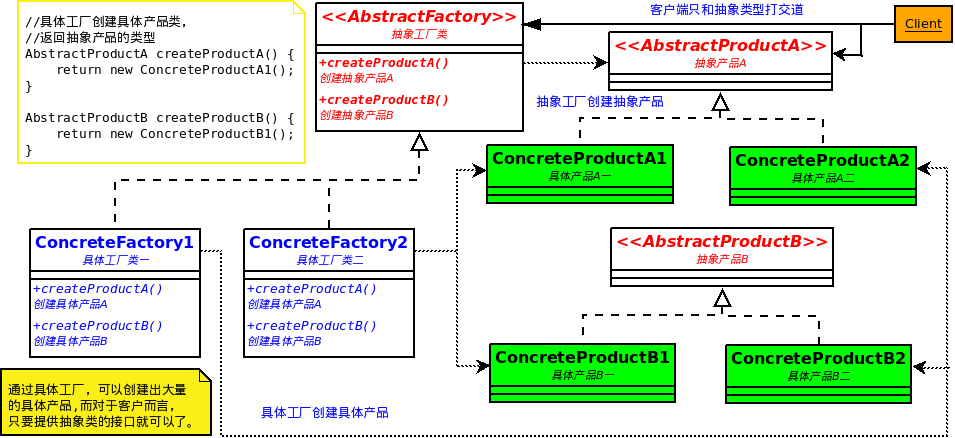 //具体工厂创建具体产品类，
//返回抽象产品的类型
AbstractProductA createProductA() {
    return new ConcreteProductA1();
}
AbstractProductB createProductB() {
    return new ConcreteProductB1();
}
<<AbstractFactory>>
抽象工厂类
+createProductA()
创建抽象产品A
+createProductB()
创建抽象产品B
客户端只和抽象类型打交道
Client
<<AbstractProductA>>
抽象产品A
抽象工厂创建抽象产品
ConcreteProductA1
具体产品A一
ConcreteProductA2
具体产品A二
ConcreteFactory1
具体工厂类一
+createProductA()
创建具体产品A
+createProductB()
创建具体产品B
ConcreteFactory2
具体工厂类二
+createProductA()
创建具体产品A
+createProductB()
创建具体产品B
<<AbstractProductB>>
抽象产品B
ConcreteProductB1
具体产品B一
ConcreteProductB2
具体产品B二
通过具体工厂，可以创建出大量
的具体产品,而对于客户而言，
只要提供抽象类的接口就可以了。
具体工厂创建具体产品